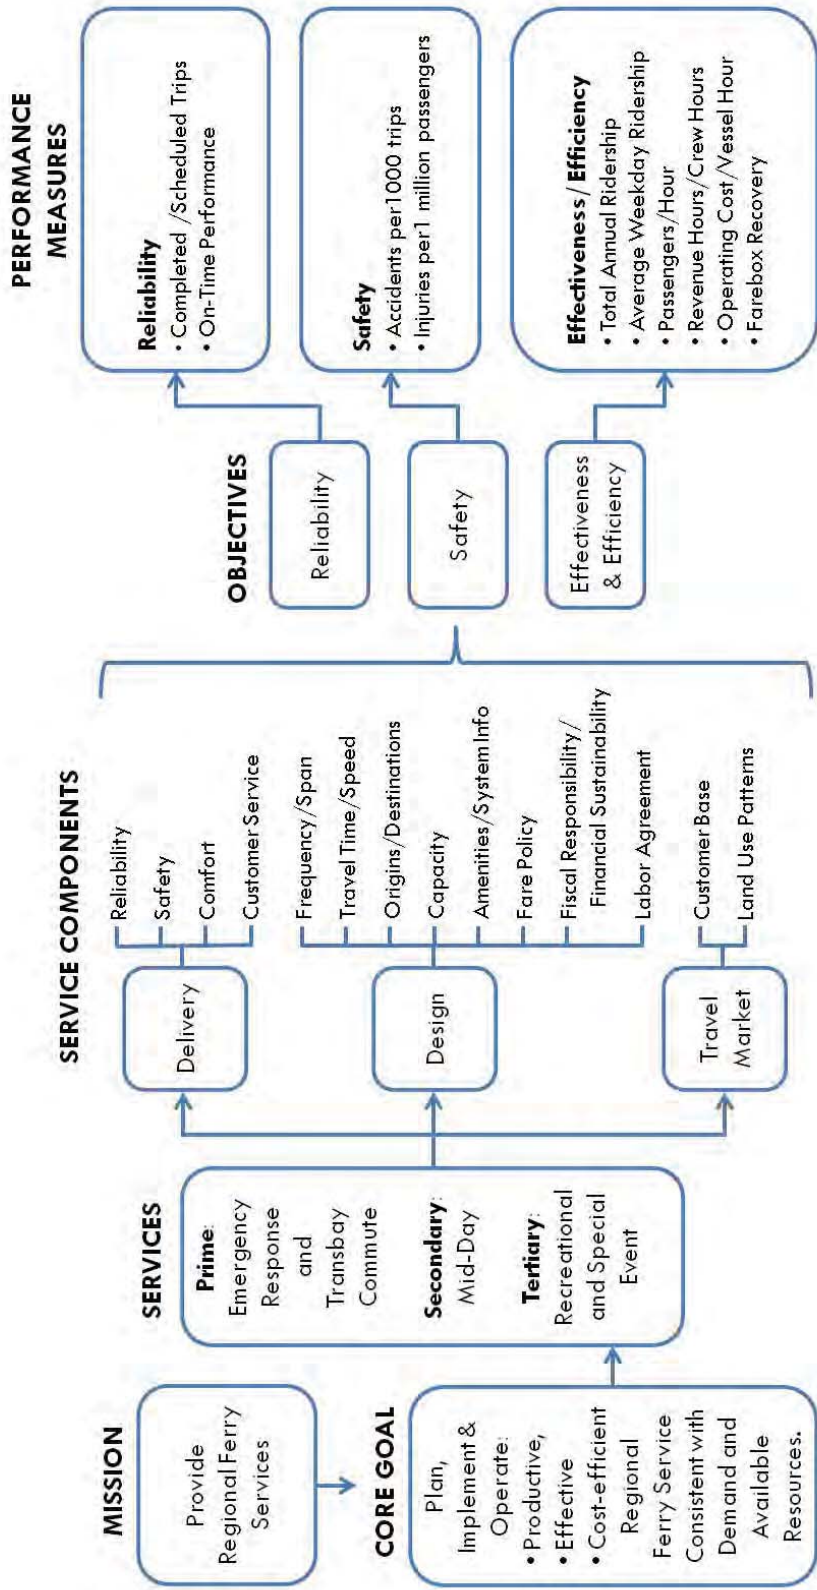 MISSION
Provide
Regional Ferry
Services
CORE GOAL
Plan,
Implement &
Operate:
• Productive,
• Effective
• Cost-efficient
Regional
Ferry Service
Consistent with
Demand and
Available
Resources.
SERVICES
Prime:
Emergency
Response
and
Transbay
Commute
Secondary:
Mid-Day
Tertiary:
Recreational
and Special
Event
SERVICE COMPONENTS
Delivery
Reliability
Safety
Comfort
Customer Service
Design
Frequency/Span
Travel Time/Speed
Origins/Destinations
Capacity
Amenities/System Info
Fare Policy
Fiscal Responsibility/
Financial Sustainability
Labor Agreement
Travel
Market
Customer Base
Land Use Patterns
OBJECTIVES
Reliability
Safety
Effectiveness
& Efficiency
PERFORMANCE
MEASURES
Reliability
• Completed /Scheduled Trips
• On-Time Performance
Safety
• Accidents per1000 trips
• Injuries per1 million passengers
Effectiveness/ Efficiency
• Total Annual Ridership
• Average Weekday Ridership
• Passengers/Hour
• Revenue Hours/Crew Hours
• Operating Cost/Vessel Hour
• Farebox Recovery